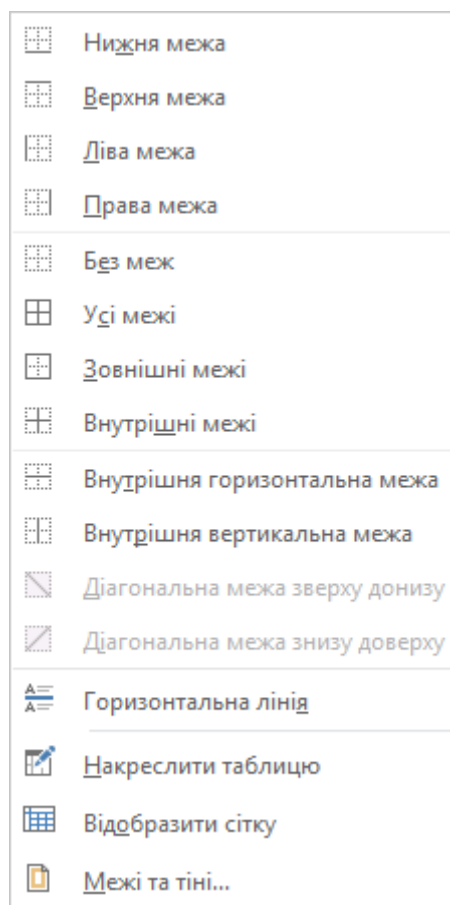 Нижня межа
Верхня межа
Ліва межа
Права межа
Без меж
Усі межі
Зовнішні межі
Внутрішні межі
Внутрішня горизонтальна межа
Внутрішня вертикальна межа
Діагональна межа зверху донизу
Діагональна межа знизу доверху
Горизонтальна лінія
Накреслити таблицю
Відобразити сітку
Межі та тіні...